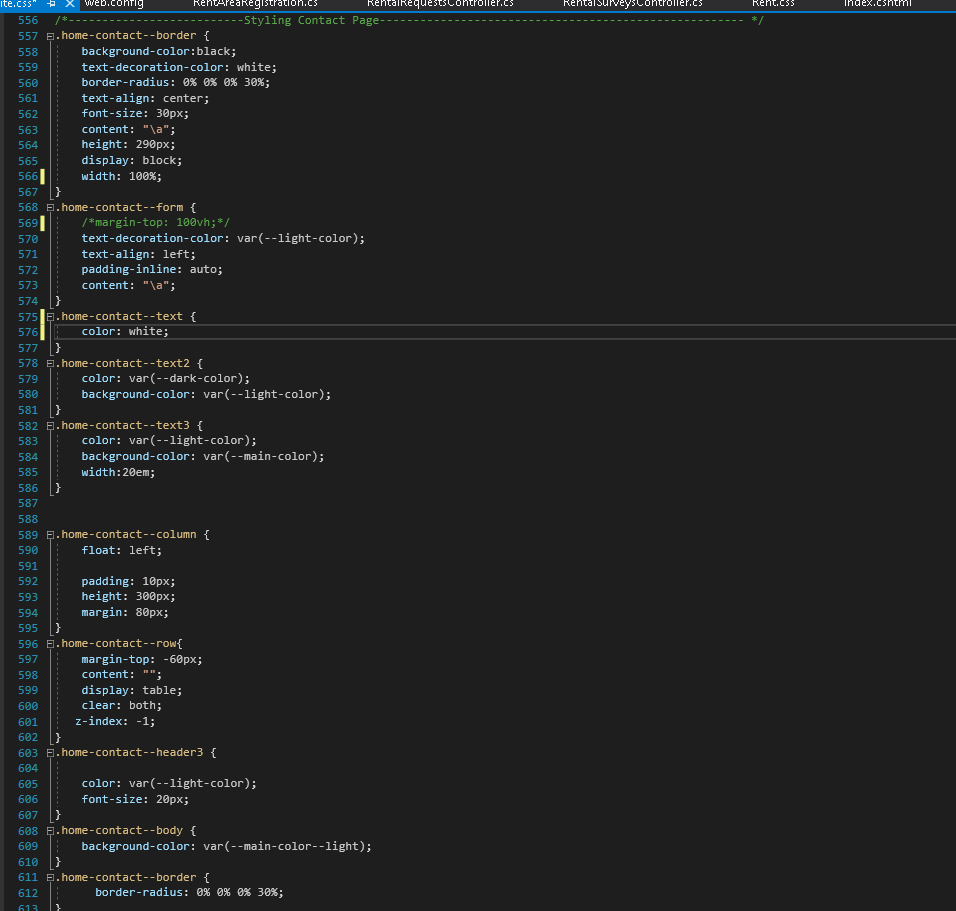 ite.css* web.config RentAreaRegistration.cs RentalRequestsController.cs RentalSurveysController.cs Rent.css Index.cshtml
556 /*--------------------------Styling Contact Page------------------------------------------------------ */
557 .home-contact--border {
558 background-color:black;
559 text-decoration-color: white;
560 border-radius: 0% 0% 0% 30%;
561 text-align: center;
562 font-size: 30px;
563 content: "\a";
564 height: 290px;
565 display: block;
566 width: 100%;
567 }
568 .home-contact--form {
569 /*margin-top: 100vh;*/
570 text-decoration-color: var(--light-color);
571 text-align: left;
572 padding-inline: auto;
573 content: "\a";
574 }
575 .home-contact--text {
576 color: white;
577 }
578 .home-contact--text2 {
579 color: var(--dark-color);
580 background-color: var(--light-color);
581 }
582 .home-contact--text3 {
583 color: var(--light-color);
584 background-color: var(--main-color);
585 width:20em;
586 }
587
588
589 .home-contact--column {
590 float: left;
591
592 padding: 10px;
593 height: 300px;
594 margin: 80px;
595 }
596 .home-contact--row{
597 margin-top: -60px;
598 content: "";
599 display: table;
600 clear: both;
601 z-index: -1;
602 }
603 .home-contact--header3 {
604
605 color: var(--light-color);
606 font-size: 20px;
607 }
608 .home-contact--body {
609 background-color: var(--main-color--light);
610 }
611 .home-contact--border {
612 border-radius: 0% 0% 0% 30%;
613 }